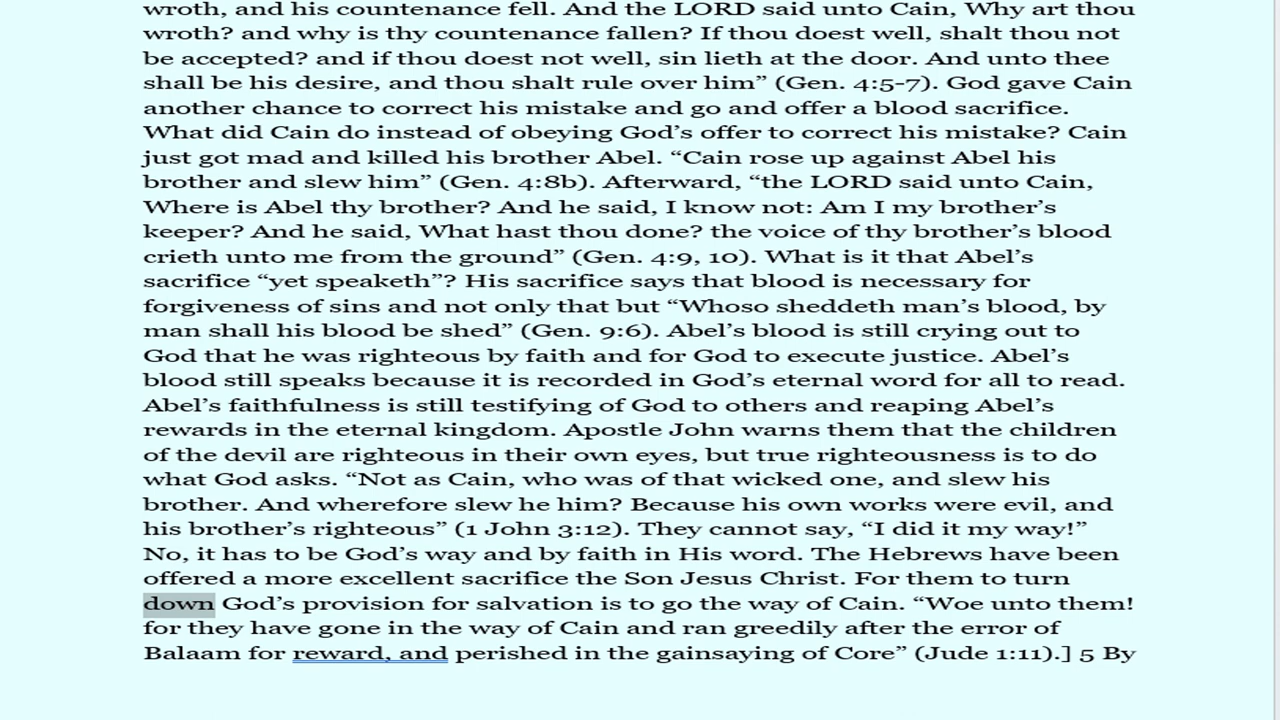 wroth, and his countenance fell. And the LORD said unto Cain, Why art thou
wroth? and why is thy countenance fallen? If thou doest well, shalt thou not
be accepted? and if thou doest not well, sin lieth at the door. And unto thee
shall be his desire, and thou shalt rule over him” (Gen. 4:5-7). God gave Cain
another chance to correct his mistake and go and offer a blood sacrifice.
What did Cain do instead of obeying God’s offer to correct his mistake? Cain
just got mad and killed his brother Abel. “Cain rose up against Abel his
brother and slew him” (Gen. 4:8b). Afterward, “the LORD said unto Cain,
Where is Abel thy brother? And he said, I know not: Am I my brother’s
keeper? And he said, What hast thou done? the voice of thy brother’s blood
crieth unto me from the ground” (Gen. 4:9, 10). What is it that Abel’s
sacrifice “yet speaketh”? His sacrifice says that blood is necessary for
forgiveness of sins and not only that but “Whoso sheddeth man’s blood, by
man shall his blood be shed” (Gen. 9:6). Abel’s blood is still crying out to
God that he was righteous by faith and for God to execute justice. Abel’s
blood still speaks because it is recorded in God’s eternal word for all to read.
Abel’s faithfulness is still testifying of God to others and reaping Abel’s
rewards in the eternal kingdom. Apostle John warns them that the children
of the devil are righteous in their own eyes, but true righteousness is to do
what God asks. “Not as Cain, who was of that wicked one, and slew his
brother. And wherefore slew he him? Because his own works were evil, and
his brother’s righteous” (1 John 3:12). They cannot say, “I did it my way!”
No, it has to be God’s way and by faith in His word. The Hebrews have been
offered a more excellent sacrifice the Son Jesus Christ. For them to turn
down God’s provision for salvation is to go the way of Cain. “Woe unto them!
for they have gone in the way of Cain and ran greedily after the error of
Balaam for reward, and perished in the gainsaying of Core” (Jude 1:11).] 5 By